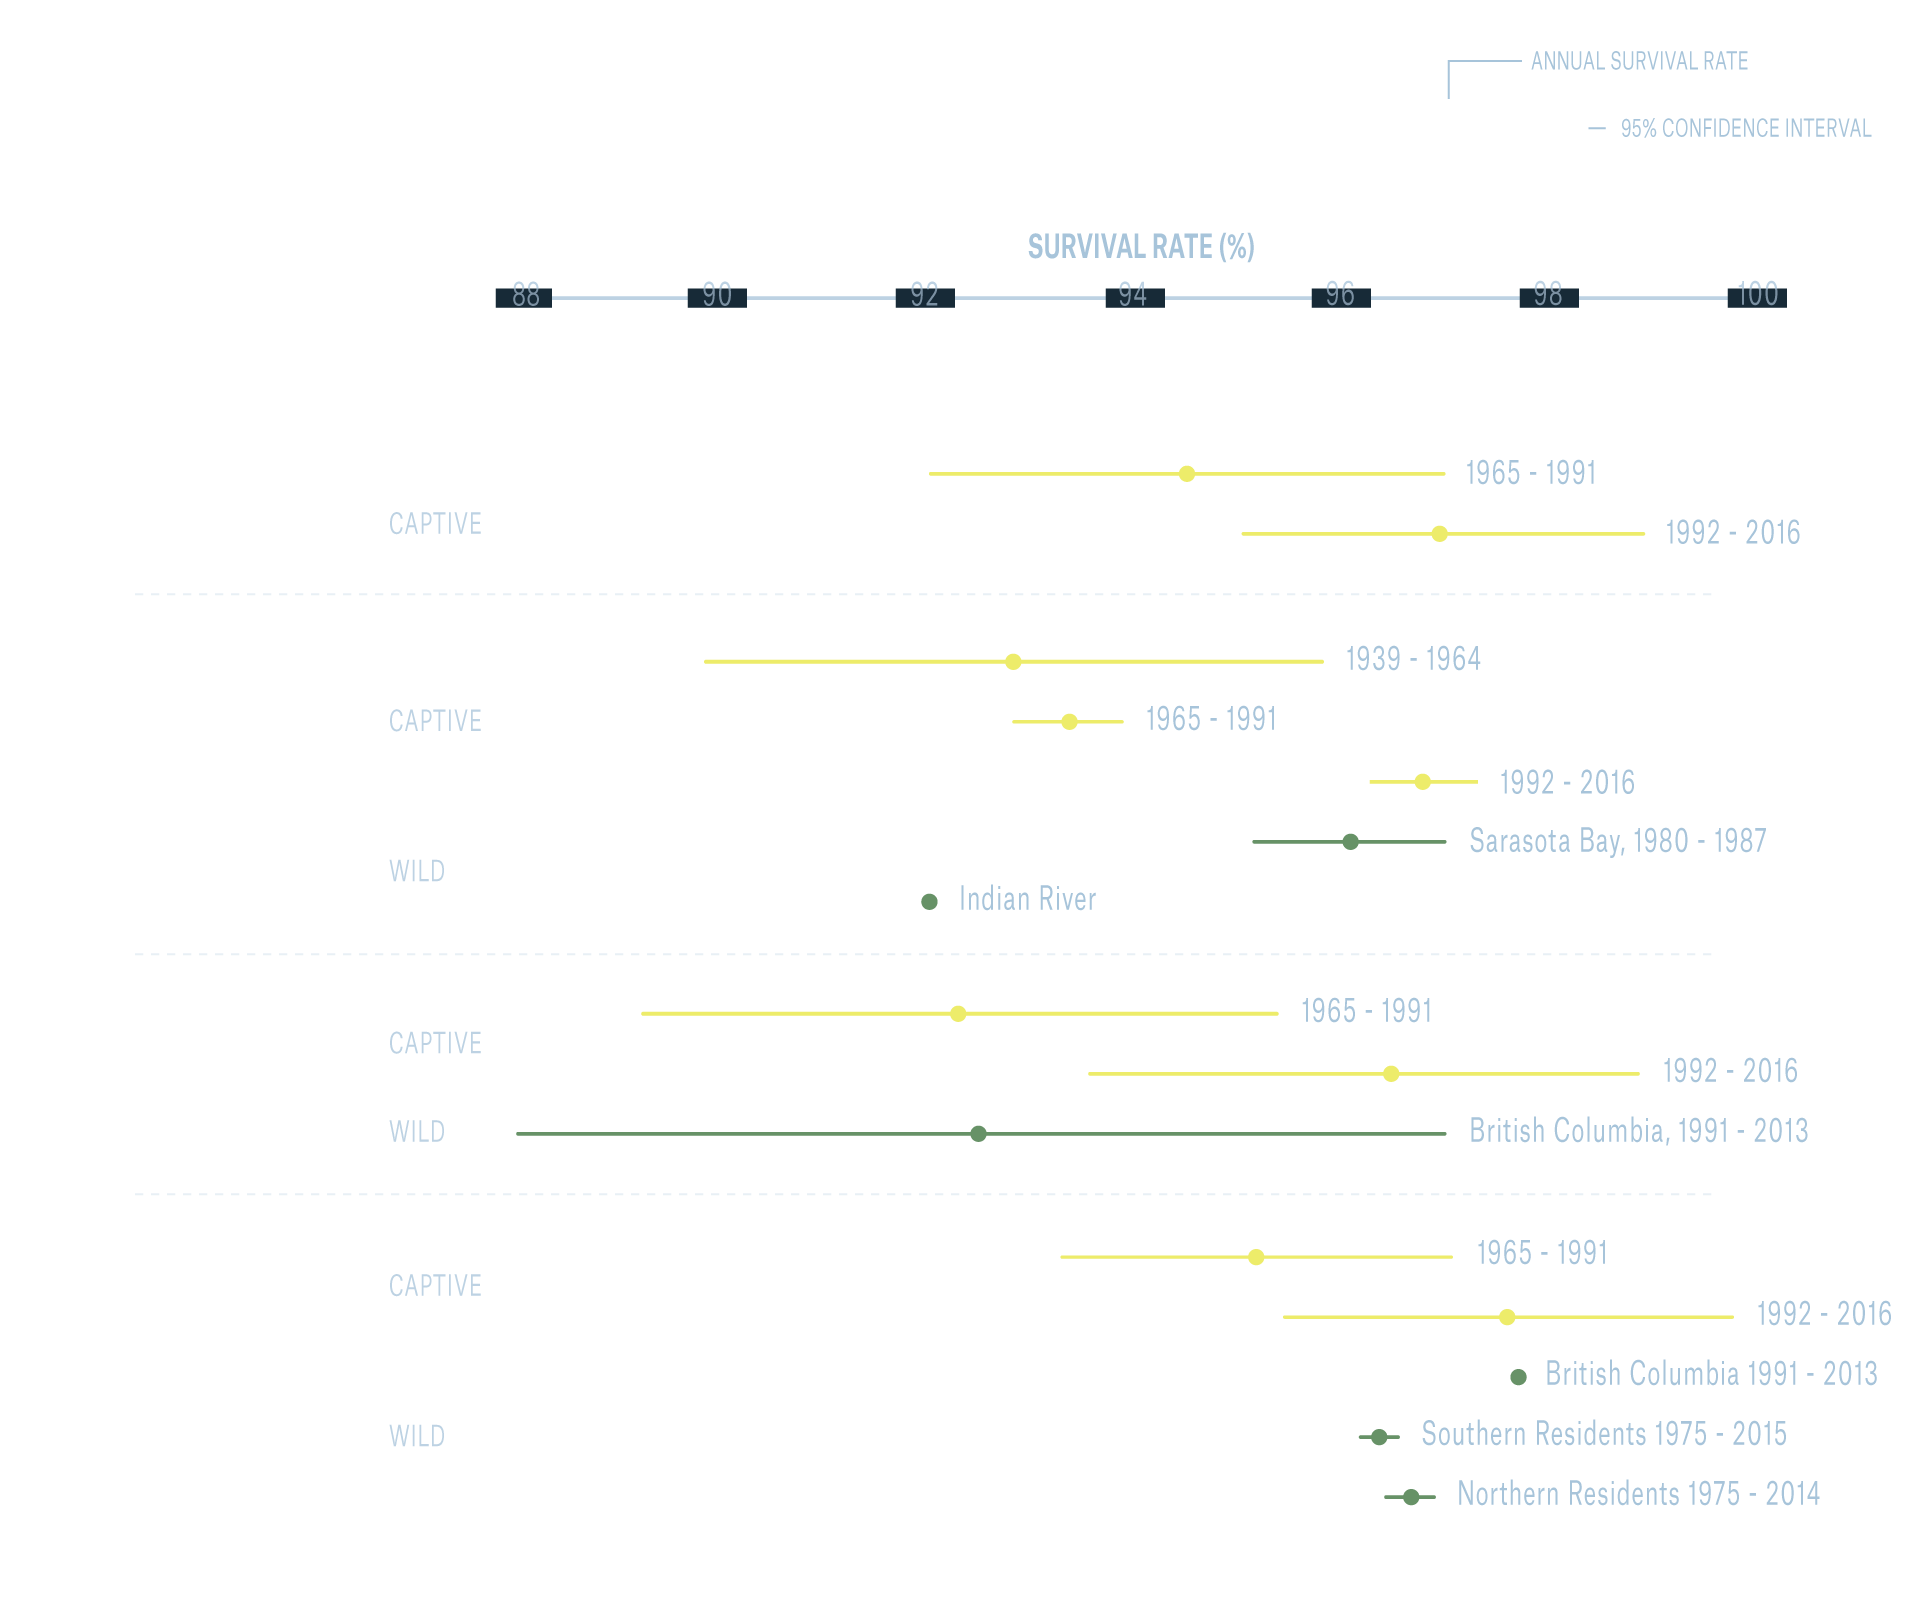 ANNUAL SURVIVAL RATE
95% CONFIDENCE INTERVAL
SURVIVAL RATE (%)
88 90 92 94 96 98 100
1965 - 1991
CAPTIVE
1992 - 2016
1939 - 1964
CAPTIVE
1965 - 1991
1992 - 2016
Sarasota Bay, 1980 - 1987
WILD
Indian River
1965 - 1991
CAPTIVE
1992 - 2016
WILD
British Columbia, 1991 - 2013
1965 - 1991
CAPTIVE
1992 - 2016
British Columbia 1991 - 2013
WILD
Southern Residents 1975 - 2015
Northern Residents 1975 - 2014